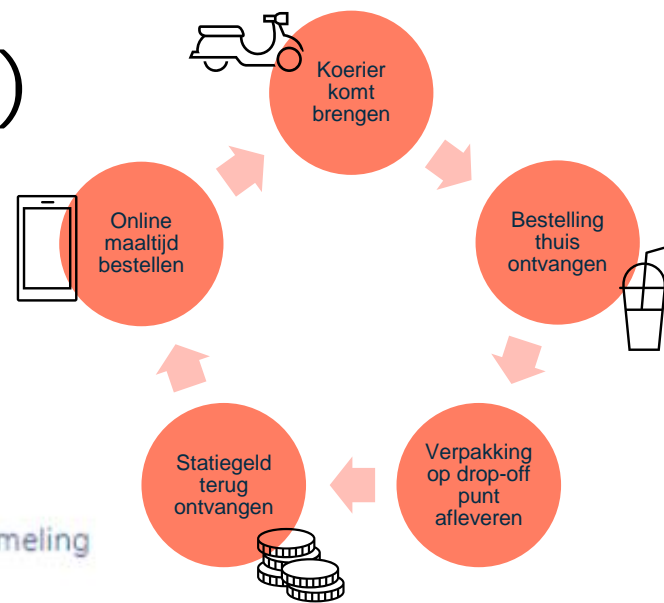 )
Koerier
komt
brengen
Online
maaltijd
bestellen
Bestelling
thuis
ontvangen
Statiegeld
terug
ontvangen
Verpakking
op drop-off
punt
afleveren
meling